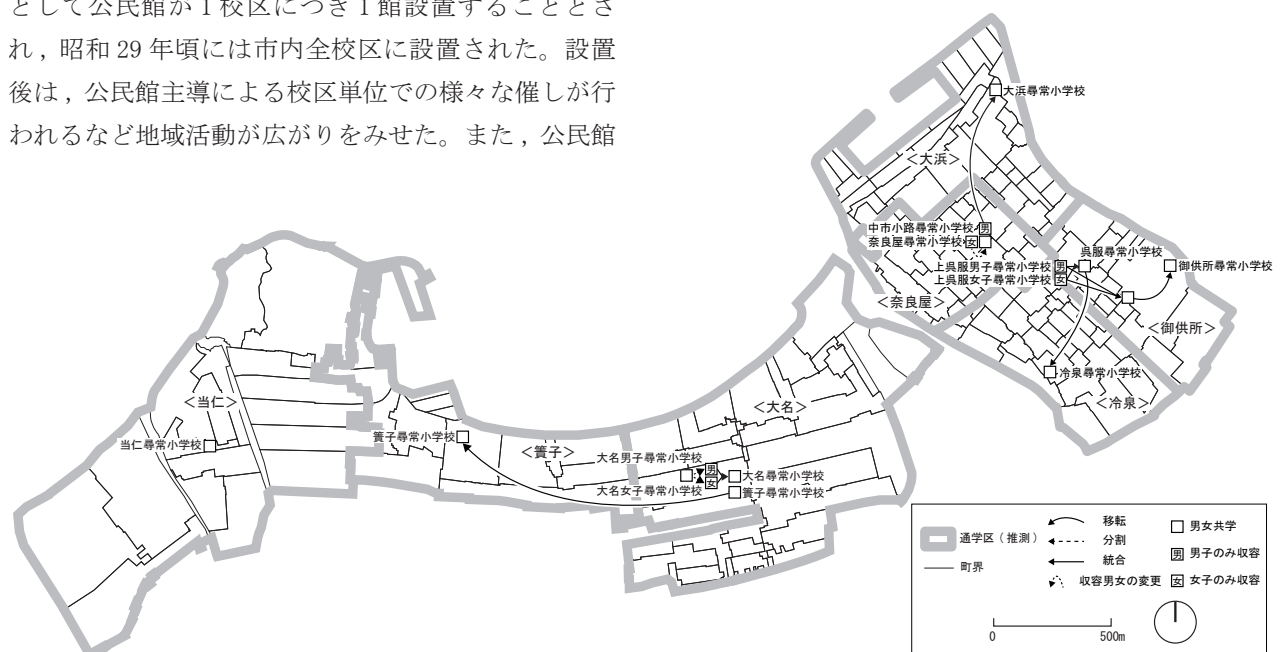 として公民館が 1 校区につき 1 館設置することとさ
れ , 昭和 29 年頃には市内全校区に設置された。設置
後は , 公民館主導による校区単位での様々な催しが行
われるなど地域活動が広がりをみせた。また , 公民館
大浜尋常小学校
<大浜>
中市小路尋常小学校 男
奈良屋尋常小学校 女
呉服尋常小学校
上呉服男子尋常小学校 男
御供所尋常小学校
上呉服女子尋常小学校 女
<奈良屋>
<御供所>
冷泉尋常小学校
<冷泉>
<当仁>
<大名>
当仁尋常小学校
簀子尋常小学校
<簀子>
大名男子尋常小学校
男
大名尋常小学校
女
大名女子尋常小学校
簀子尋常小学校
通学区 ( 推測 )
町界
移転
分割
統合
収容男女の変更
男女共学
男 男子のみ収容
女 女子のみ収容
0 500m